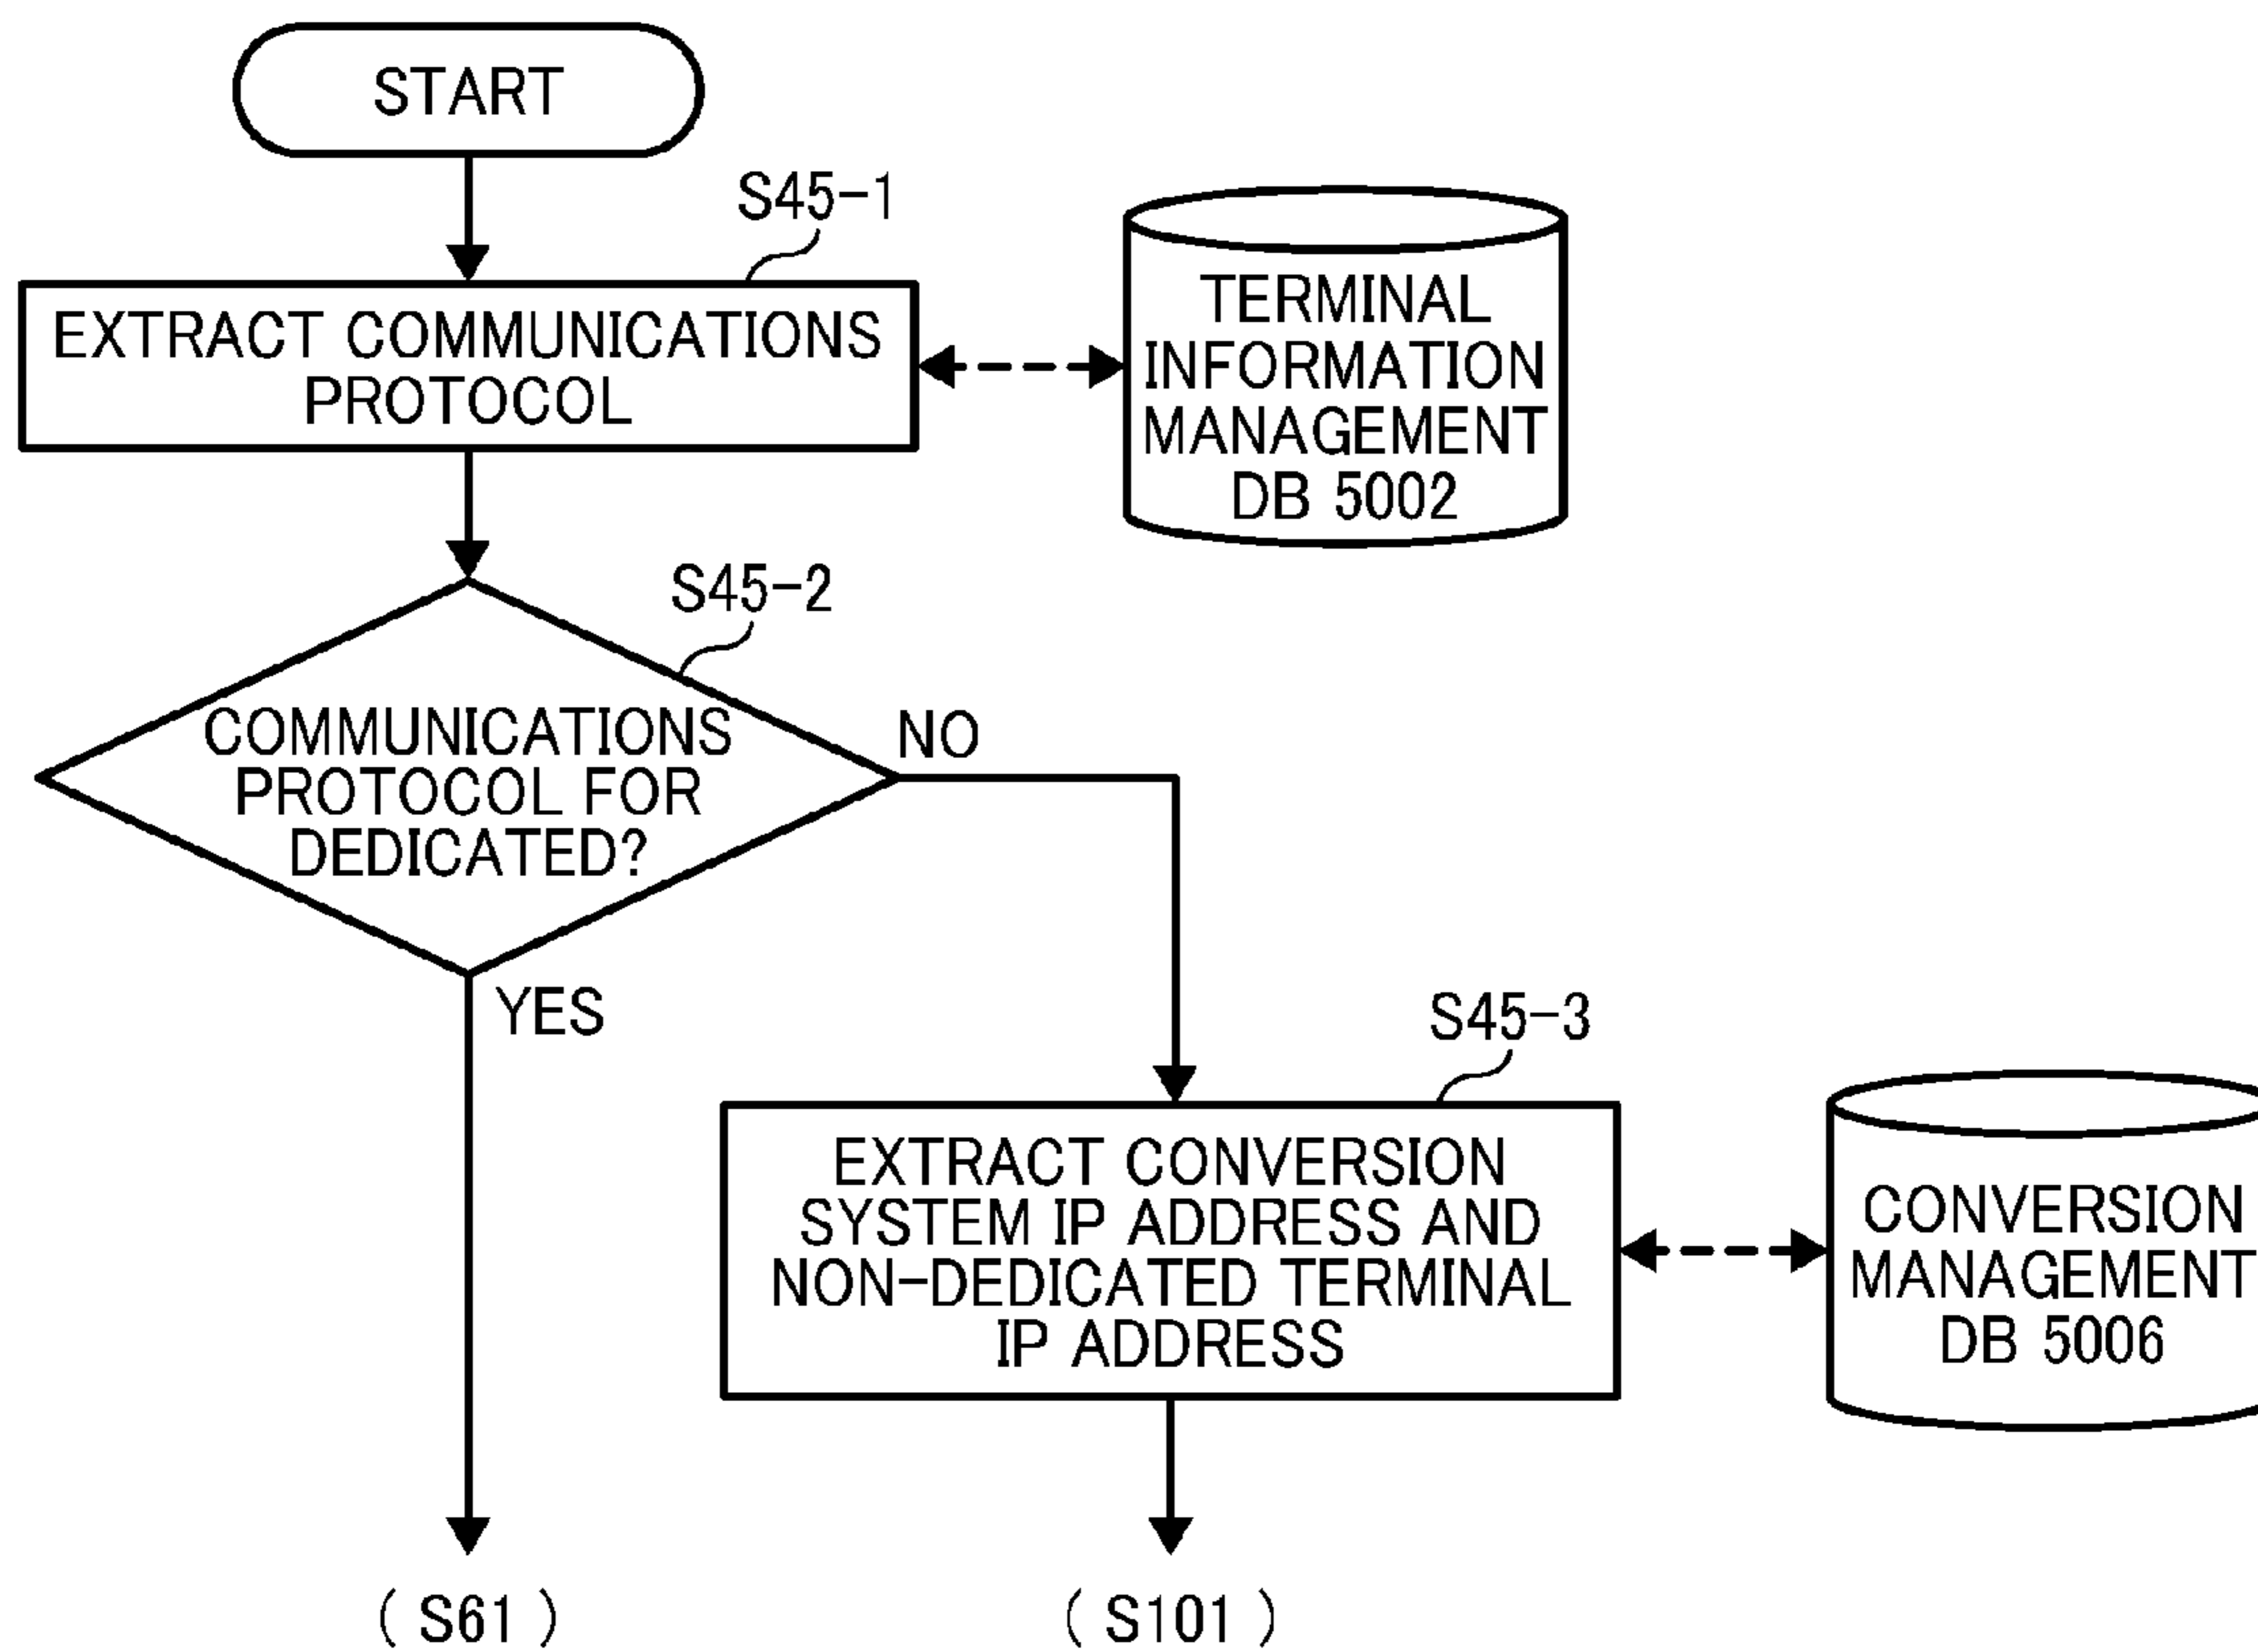 START
S45-1
EXTRACT COMMUNICATIONS
PROTOCOL
TERMINAL
INFORMATION
MANAGEMENT
DB 5002
S45-2
COMMUNICATIONS
PROTOCOL FOR
DEDICATED?
NO
YES
S45-3
EXTRACT CONVERSION
SYSTEM IP ADDRESS AND
NON-DEDICATED TERMINAL
IP ADDRESS
CONVERSION
MANAGEMENT
DB 5006
( S61 )
( S101 )